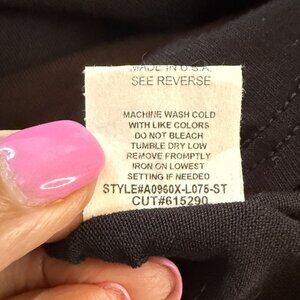 MADE IN U.S.A.
SEE REVERSE
MACHINE WASH COLD
WITH LIKE COLORS
DO NOT BLEACH
TUMBLE DRY LOW
REMOVE PROMPTLY
IRON ON LOWEST
SETTING IF NEEDED
STYLE#A0960X-L075-ST
CUT#615290